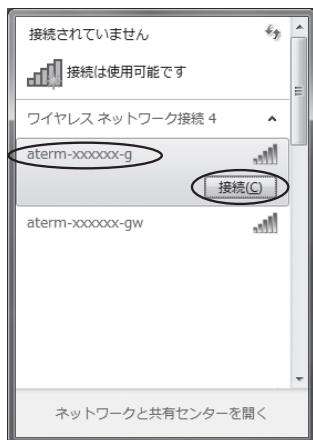 接続されていません
接続は使用可能です
ワイヤレス ネットワーク接続 4
aterm-xxxxxx-g
接続(C)
aterm-xxxxxx-gw
ネットワークと共有センターを開く